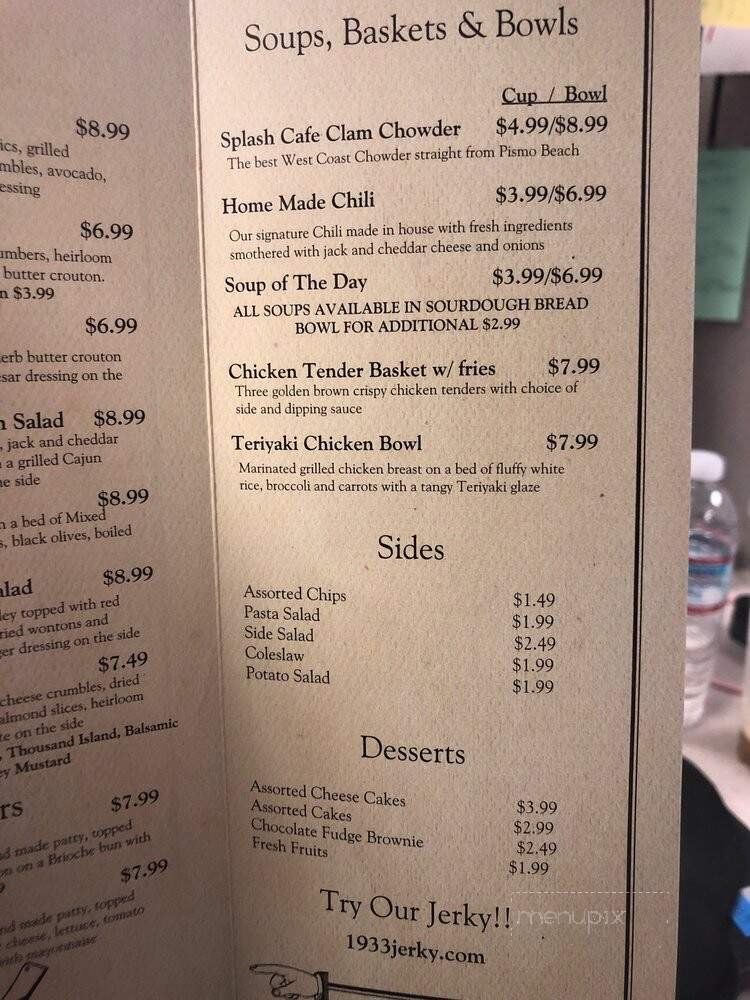 $8.99
ics, grilled
mbles, avocado,
essing
$6.99
umbers, heirloom
butter crouton.
n $3.99
$6.99
erb butter crouton
sar dressing on the
n Salad $8.99
, jack and cheddar
a grilled Cajun
he side
$8.99
n a bed of Mixed
s, black olives, boiled
alad $8.99
ley topped with red
ried wontons and
ger dressing on the side
$7.49
cheese crumbles, dried
almond slices, heirloom
te on the side
, Thousand Island, Balsamic
ey Mustard
rs $7.99
nd made patty, topped
on on a Brioche bun with
$7.99
nd made patty, topped
cheese, lettuce, tomato
with mayonnaise
Soups, Baskets & Bowls
Cup / Bowl
Splash Cafe Clam Chowder $4.99/$8.99
The best West Coast Chowder straight from Pismo Beach
Home Made Chili $3.99/$6.99
Our signature Chili made in house with fresh ingredients
smothered with jack and cheddar cheese and onions
Soup of The Day $3.99/$6.99
ALL SOUPS AVAILABLE IN SOURDOUGH BREAD
BOWL FOR ADDITIONAL $2.99
Chicken Tender Basket w/ fries $7.99
Three golden brown crispy chicken tenders with choice of
side and dipping sauce
Teriyaki Chicken Bowl $7.99
Marinated grilled chicken breast on a bed of fluffy white
rice, broccoli and carrots with a tangy Teriyaki glaze
Sides
Assorted Chips $1.49
Pasta Salad $1.99
Side Salad $2.49
Coleslaw $1.99
Potato Salad $1.99
Desserts
Assorted Cheese Cakes $3.99
Assorted Cakes $2.99
Chocolate Fudge Brownie $2.49
Fresh Fruits $1.99
Try Our Jerky!!
1933jerky.com
menupix